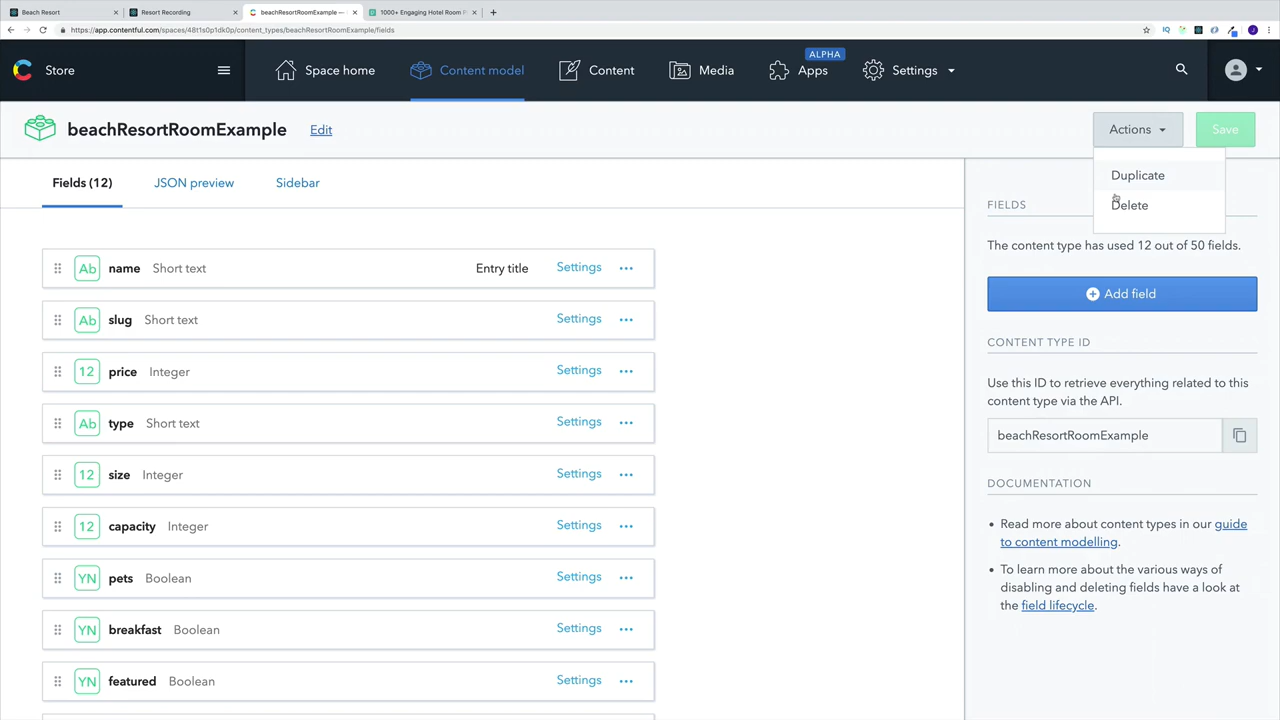 Beach Resort
Resort Recording
beachResortRoomExample —
1000+ Engaging Hotel Room P
https://app.contentful.com/spaces/48t1s0p1dk0p/content_types/beachResortRoomExample/fields
Store
Space home
Content model
Content
Media
ALPHA
Apps
Settings
beachResortRoomExample
Edit
Actions
Save
Duplicate
Delete
Fields (12)
JSON preview
Sidebar
Ab name Short text Entry title Settings
Ab slug Short text Settings
12 price Integer Settings
Ab type Short text Settings
12 size Integer Settings
12 capacity Integer Settings
YN pets Boolean Settings
YN breakfast Boolean Settings
YN featured Boolean Settings
FIELDS
The content type has used 12 out of 50 fields.
Add field
CONTENT TYPE ID
Use this ID to retrieve everything related to this
content type via the API.
beachResortRoomExample
DOCUMENTATION
• Read more about content types in our guide
to content modelling.
• To learn more about the various ways of
disabling and deleting fields have a look at
the field lifecycle.